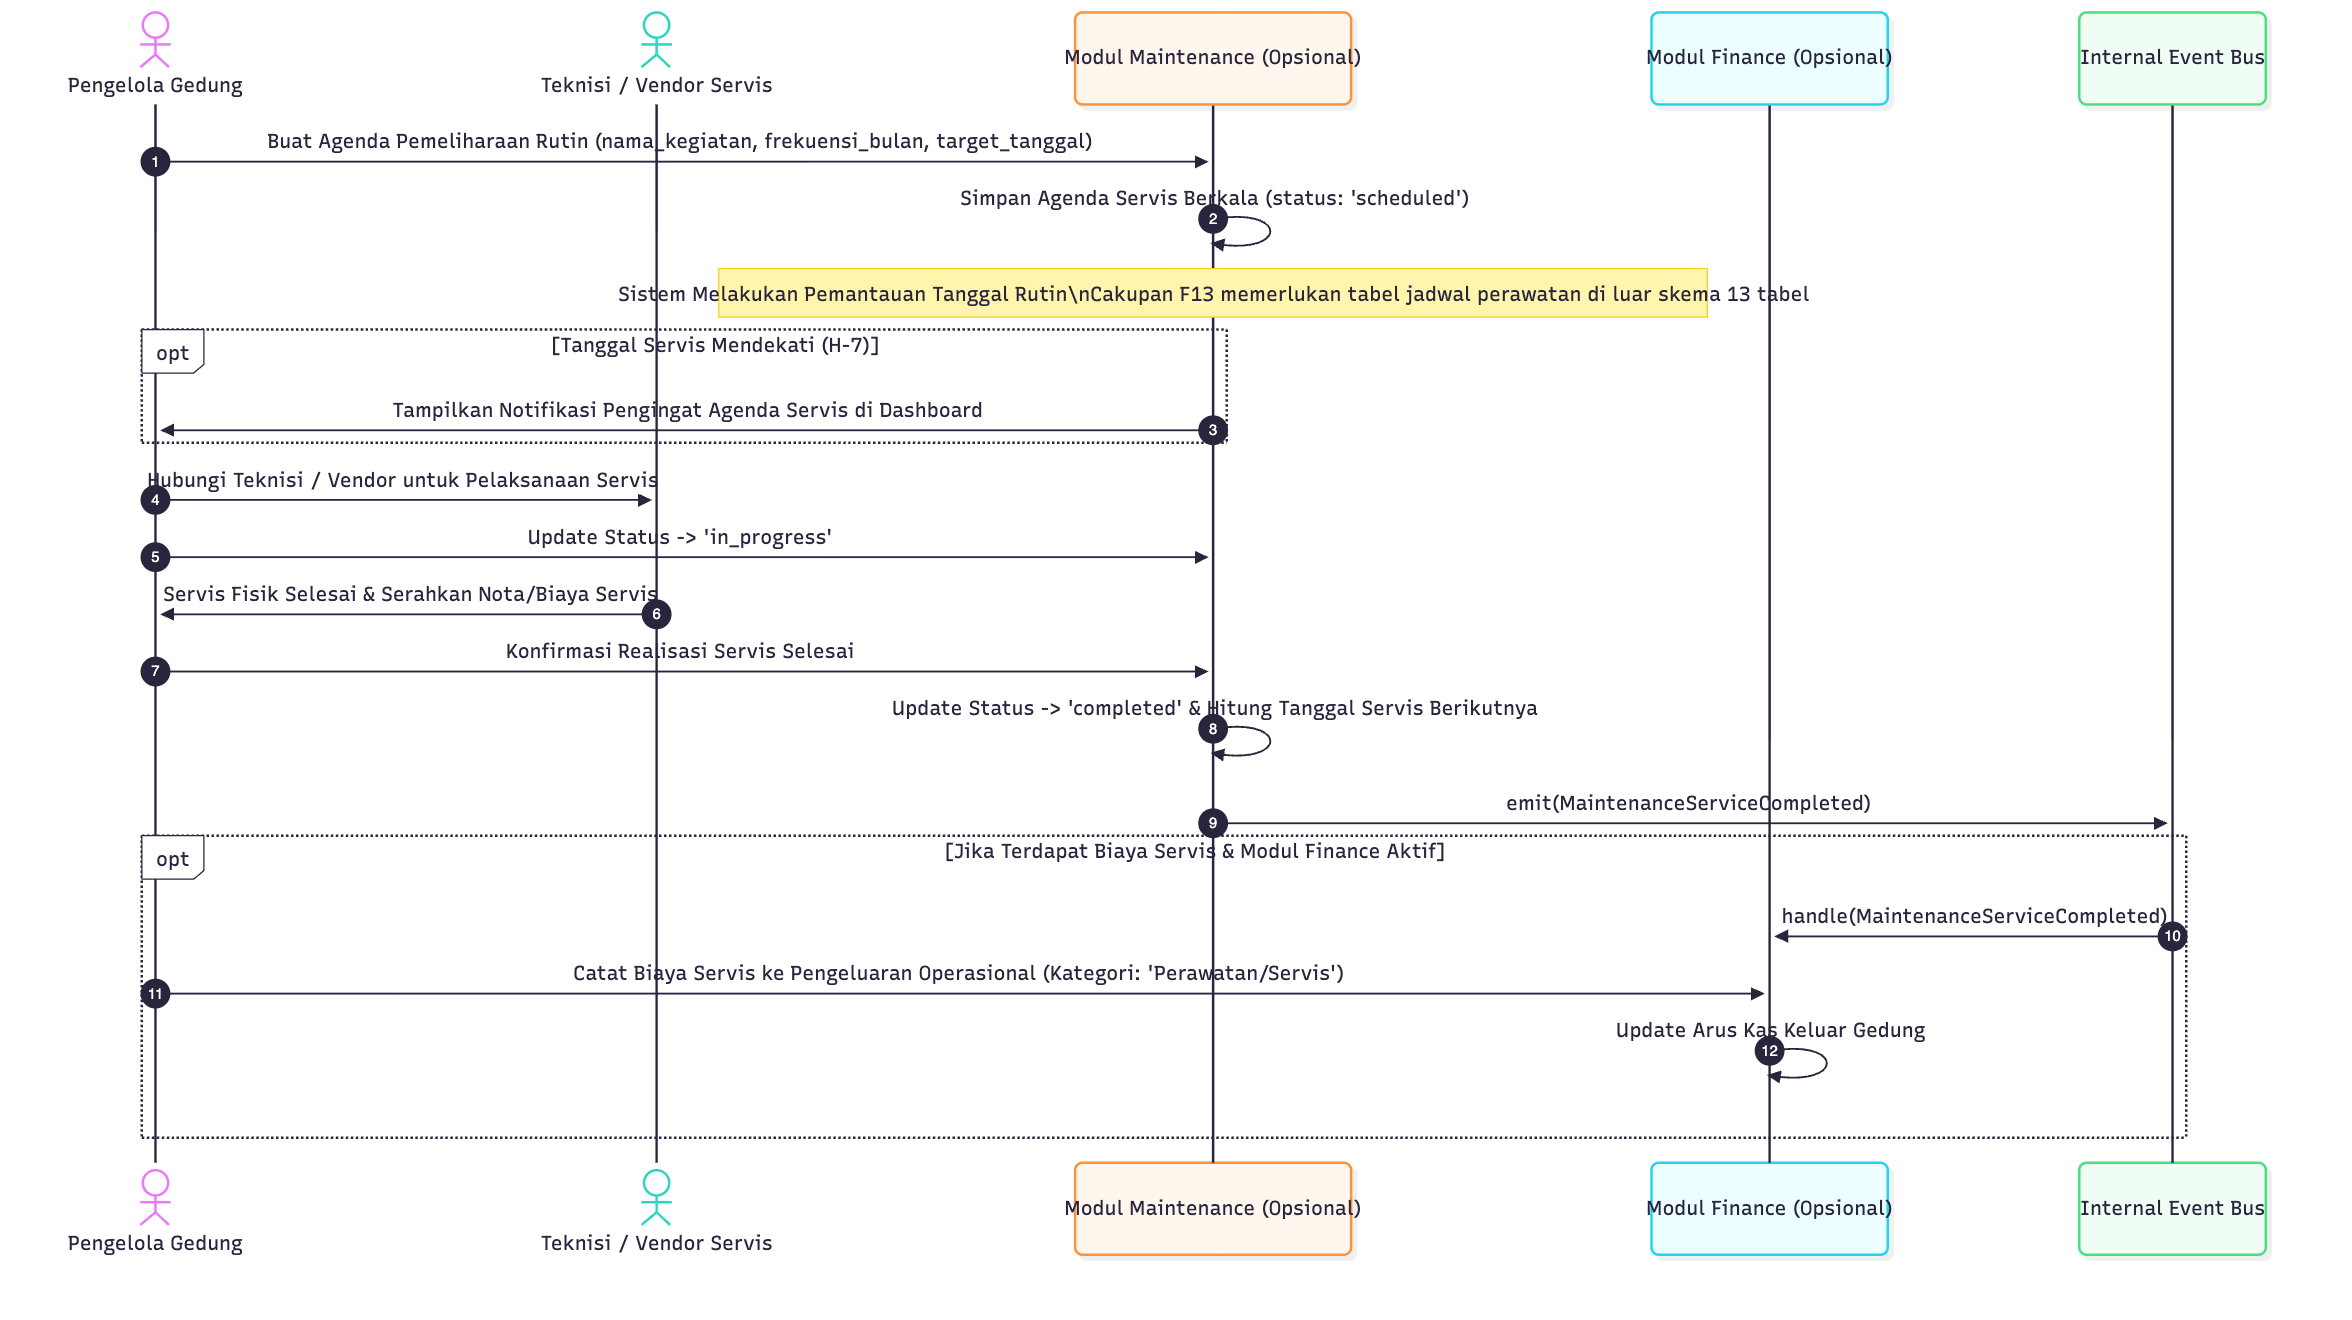 Pengelola Gedung
Teknisi / Vendor Servis
Modul Maintenance (Opsional)
Modul Finance (Opsional)
Internal Event Bus
Buat Agenda Pemeliharaan Rutin (nama_kegiatan, frekuensi_bulan, target_tanggal)
1
Simpan Agenda Servis Berkala (status: 'scheduled')
2
Sistem Melakukan Pemantauan Tanggal Rutin\nCakupan F13 memerlukan tabel jadwal perawatan di luar skema 13 tabel
opt
[Tanggal Servis Mendekati (H-7)]
Tampilkan Notifikasi Pengingat Agenda Servis di Dashboard
3
Hubungi Teknisi / Vendor untuk Pelaksanaan Servis
4
Update Status -> 'in_progress'
5
Servis Fisik Selesai & Serahkan Nota/Biaya Servis
6
Konfirmasi Realisasi Servis Selesai
7
Update Status -> 'completed' & Hitung Tanggal Servis Berikutnya
8
emit(MaintenanceServiceCompleted)
9
opt
[Jika Terdapat Biaya Servis & Modul Finance Aktif]
handle(MaintenanceServiceCompleted)
10
Catat Biaya Servis ke Pengeluaran Operasional (Kategori: 'Perawatan/Servis')
11
Update Arus Kas Keluar Gedung
12
Pengelola Gedung
Teknisi / Vendor Servis
Modul Maintenance (Opsional)
Modul Finance (Opsional)
Internal Event Bus